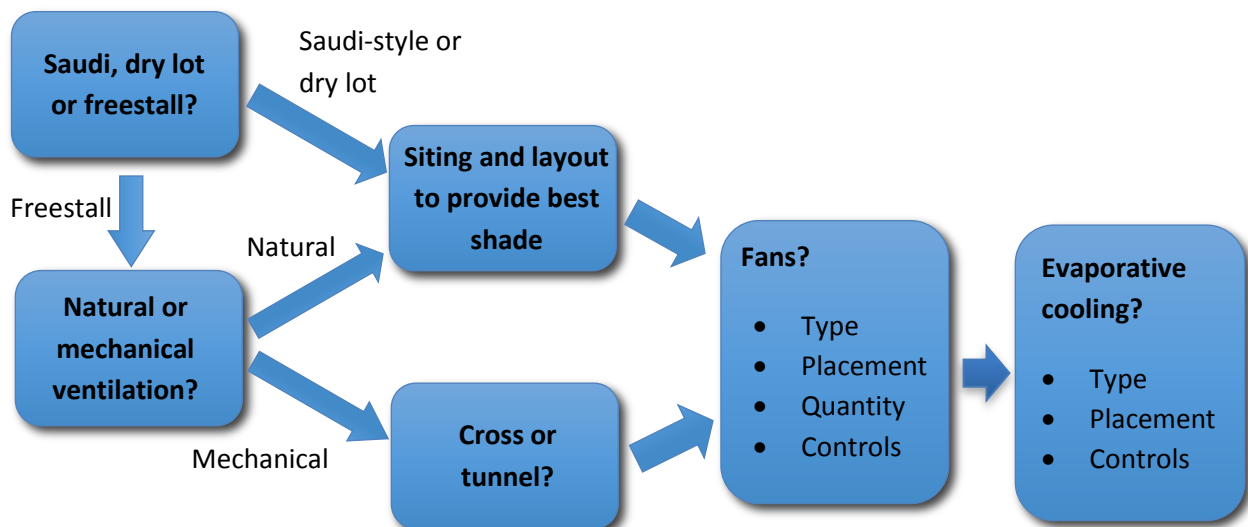 Saudi, dry lot
or freestall?
Saudi-style or
dry lot
Freestall
Natural or
mechanical
ventilation?
Natural
Mechanical
Siting and layout
to provide best
shade
Cross or
tunnel?
Fans?
• Type
• Placement
• Quantity
• Controls
Evaporative
cooling?
• Type
• Placement
• Controls